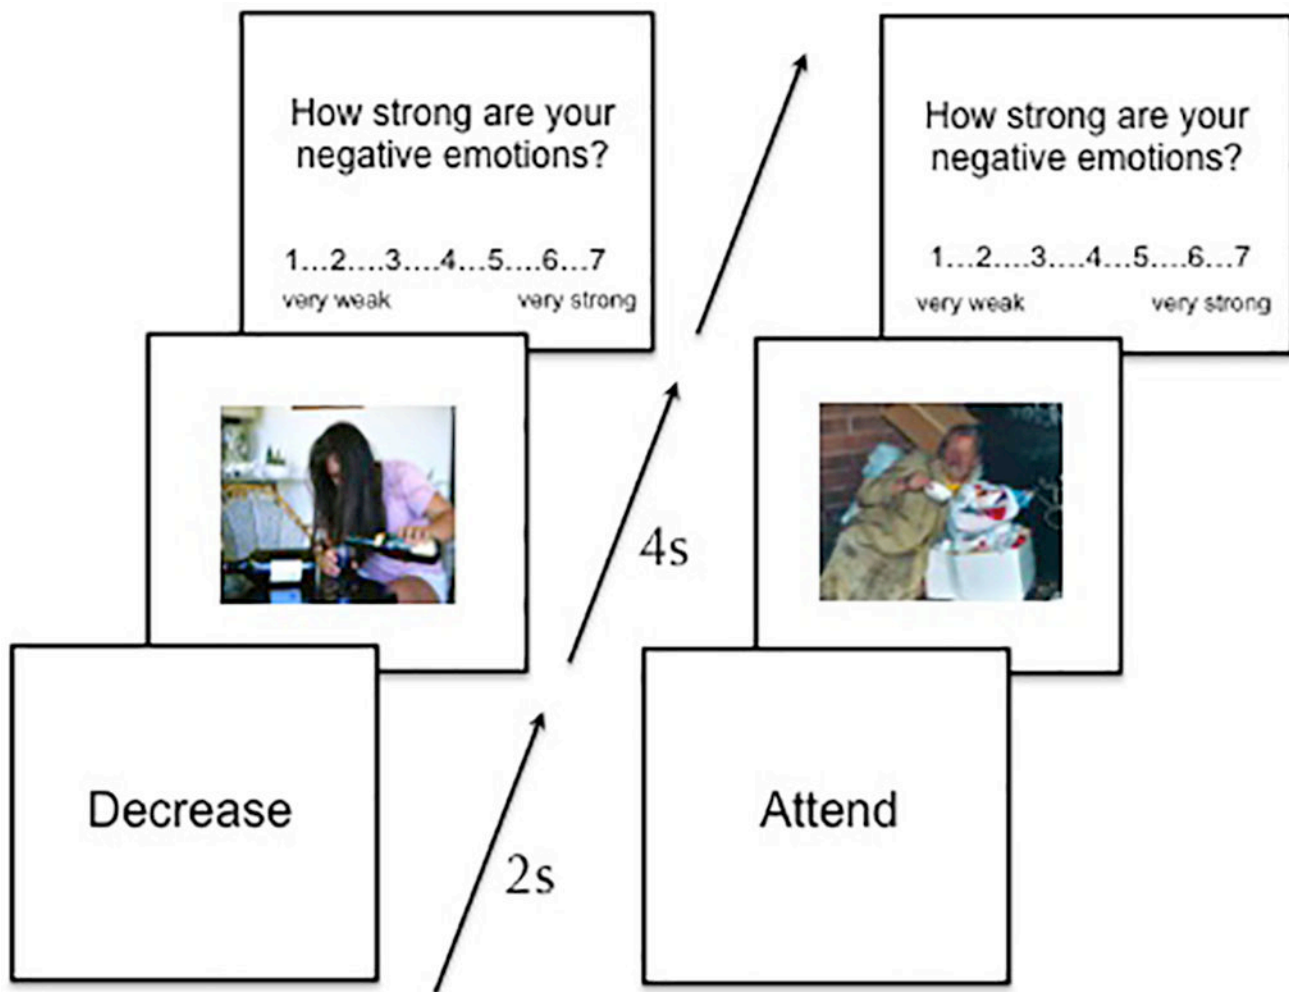 How strong are your
negative emotions?
1...2....3....4...5....6...7
very weak very strong
How strong are your
negative emotions?
1...2....3....4...5....6...7
very weak very strong
4s
Decrease
2s
Attend